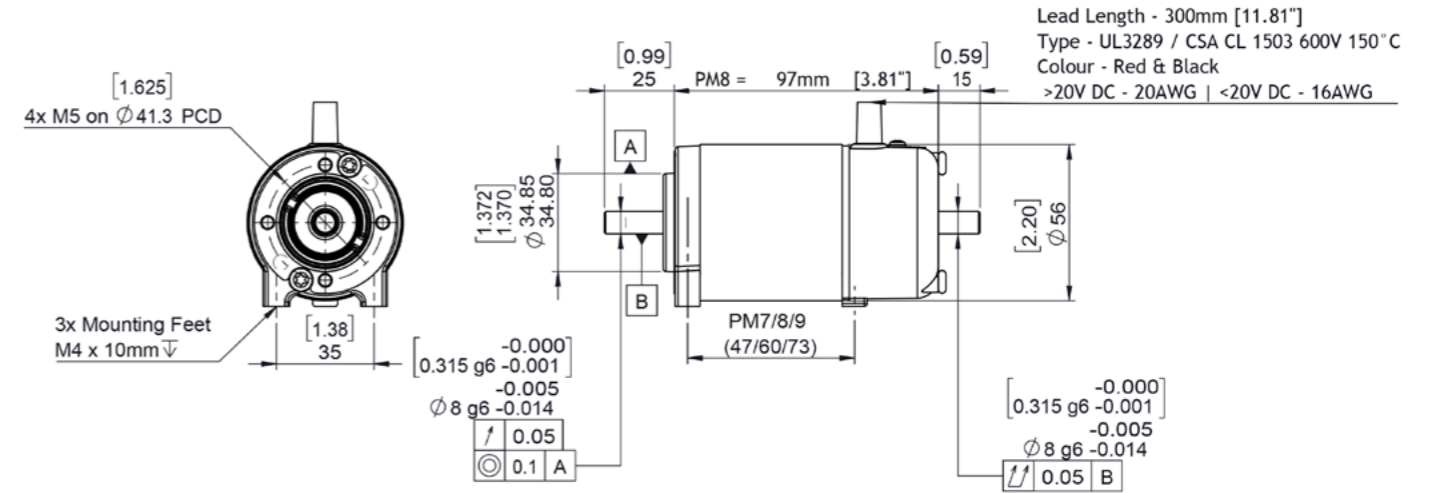 Lead Length - 300mm [11.81"]
Type - UL3289 / CSA CL 1503 600V 150°C
Colour - Red & Black
>20V DC - 20AWG | <20V DC - 16AWG
[0.99]
25
PM8 = 97mm [3.81"]
[0.59]
15
[1.625]
4x M5 on ∅41.3 PCD
A
[1.372]
[1.370]
∅ 34.85
34.80
B
[2.20]
∅56
3x Mounting Feet
M4 x 10mm↧
[1.38]
35
PM7/8/9
(47/60/73)
[0.315 g6 -0.000
-0.001]
∅8 g6 -0.005
-0.014
↗ 0.05
◎ 0.1 A
[0.315 g6 -0.000
-0.001]
∅8 g6 -0.005
-0.014
⌰ 0.05 B